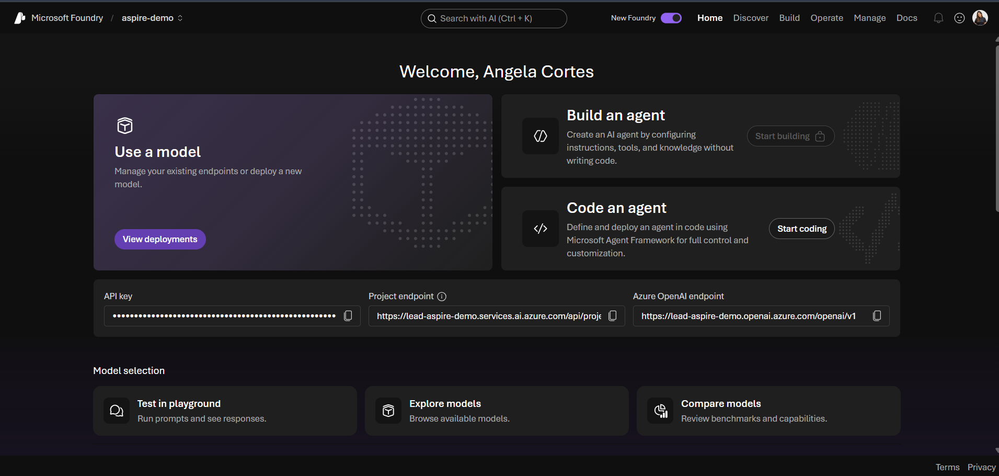 Microsoft Foundry / aspire-demo
Search with AI (Ctrl + K)
New Foundry
Home Discover Build Operate Manage Docs
Welcome, Angela Cortes
Use a model
Manage your existing endpoints or deploy a new
model.
View deployments
Build an agent
Create an AI agent by configuring
instructions, tools, and knowledge without
writing code.
Start building
Code an agent
Define and deploy an agent in code using
Microsoft Agent Framework for full control and
customization.
Start coding
API key
••••••••••••••••••••••••••••••••••••••••••••••••••••
Project endpoint
https://lead-aspire-demo.services.ai.azure.com/api/proje
Azure OpenAI endpoint
https://lead-aspire-demo.openai.azure.com/openai/v1
Model selection
Test in playground
Run prompts and see responses.
Explore models
Browse available models.
Compare models
Review benchmarks and capabilities.
Terms Privacy